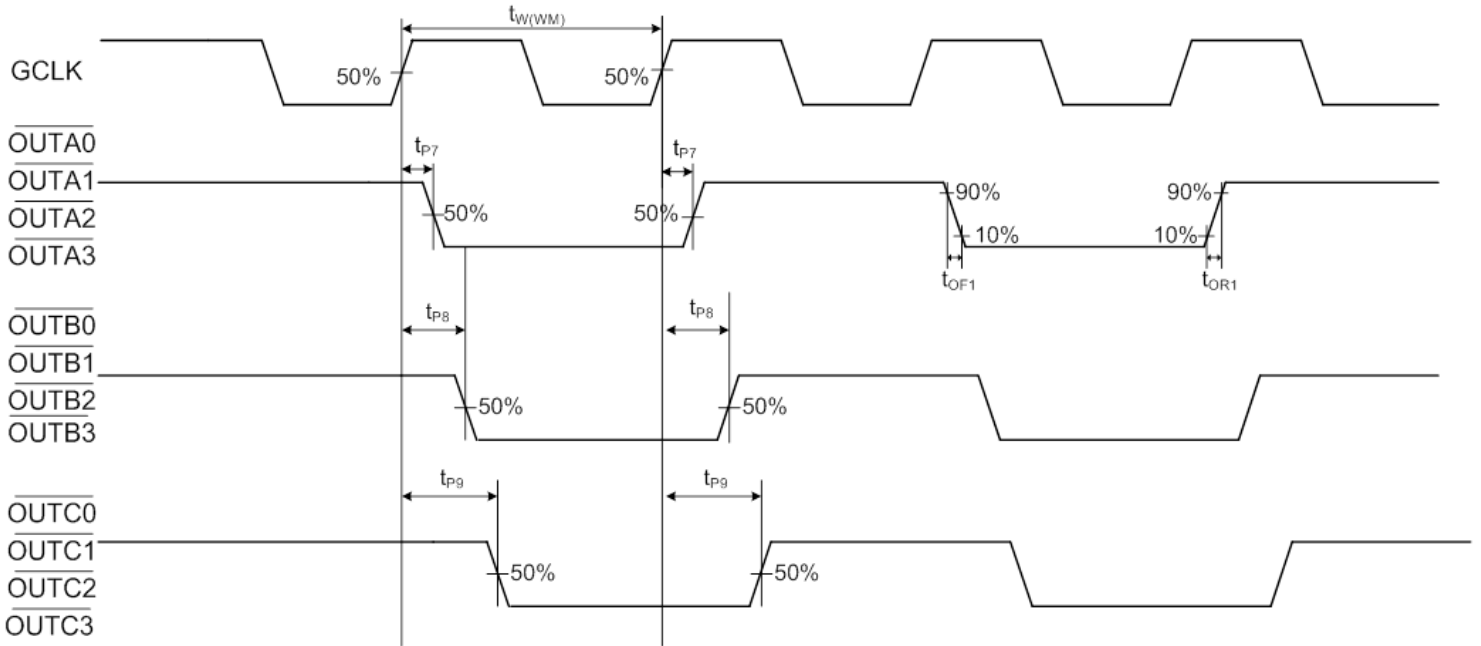 tW(WM)
GCLK
50%
50%
OUTA0
OUTA1
OUTA2
OUTA3
tP7
tP7
50%
50%
90%
10%
90%
10%
tOF1
tOR1
OUTB0
OUTB1
OUTB2
OUTB3
tP8
tP8
50%
50%
OUTC0
OUTC1
OUTC2
OUTC3
tP9
tP9
50%
50%